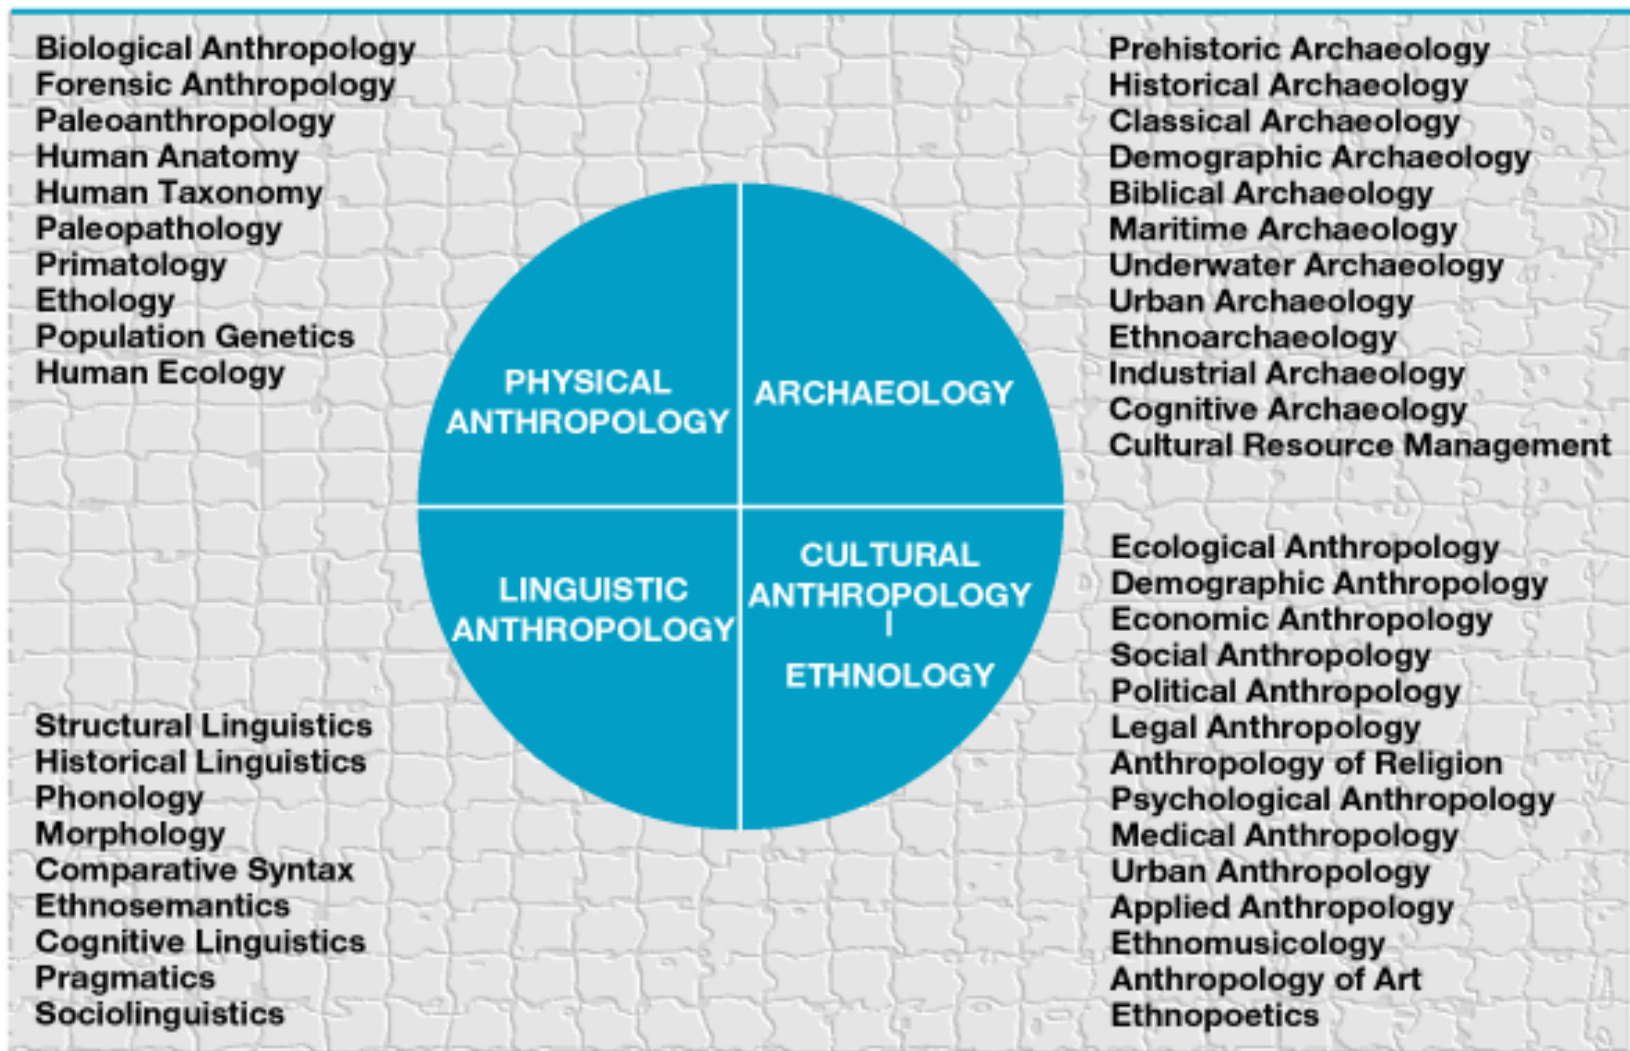 Biological Anthropology
Forensic Anthropology
Paleoanthropology
Human Anatomy
Human Taxonomy
Paleopathology
Primatology
Ethology
Population Genetics
Human Ecology
Prehistoric Archaeology
Historical Archaeology
Classical Archaeology
Demographic Archaeology
Biblical Archaeology
Maritime Archaeology
Underwater Archaeology
Urban Archaeology
Ethnoarchaeology
Industrial Archaeology
Cognitive Archaeology
Cultural Resource Management
PHYSICAL
ANTHROPOLOGY
ARCHAEOLOGY
LINGUISTIC
ANTHROPOLOGY
CULTURAL
ANTHROPOLOGY
ETHNOLOGY
Structural Linguistics
Historical Linguistics
Phonology
Morphology
Comparative Syntax
Ethnosemantics
Cognitive Linguistics
Pragmatics
Sociolinguistics
Ecological Anthropology
Demographic Anthropology
Economic Anthropology
Social Anthropology
Political Anthropology
Legal Anthropology
Anthropology of Religion
Psychological Anthropology
Medical Anthropology
Urban Anthropology
Applied Anthropology
Ethnomusicology
Anthropology of Art
Ethnopoetics